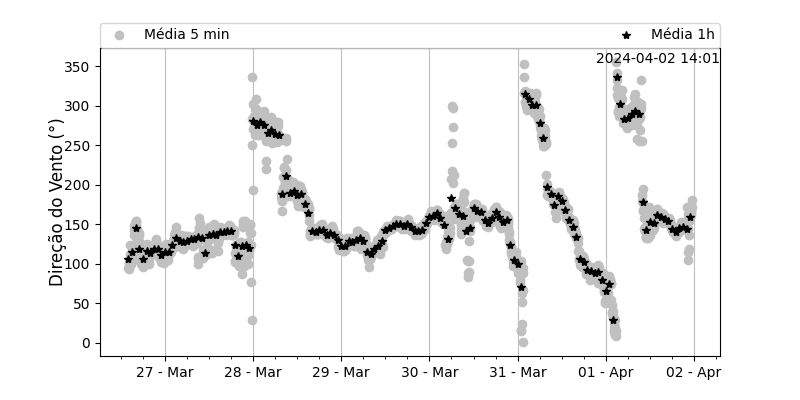 Média 5 min
Média 1h
2024-04-02 14:01
Direção do Vento (°)
350
300
250
200
150
100
50
0
27 - Mar
28 - Mar
29 - Mar
30 - Mar
31 - Mar
01 - Apr
02 - Apr